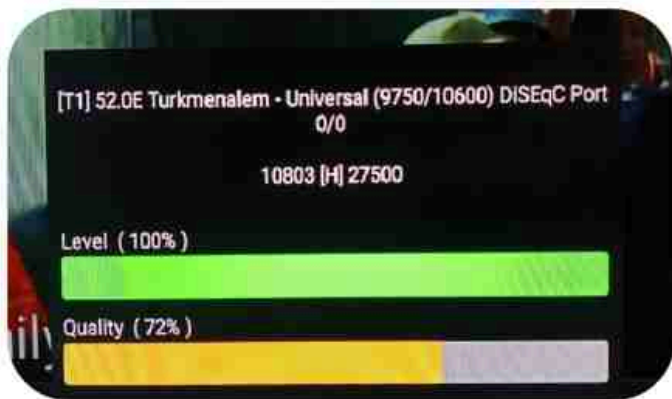 [T1] 52.0E Turkmenalem - Universal (9750/10600) DiSEqC Port
0/0
10803 [H] 27500
Level ( 100% )
Quality ( 72% )